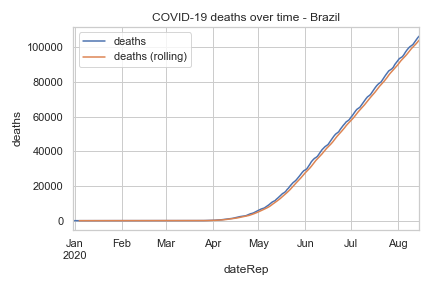 COVID-19 deaths over time - Brazil
deaths
deaths (rolling)
100000
80000
60000
40000
20000
0
deaths
Jan Feb Mar Apr May Jun Jul Aug
2020
dateRep